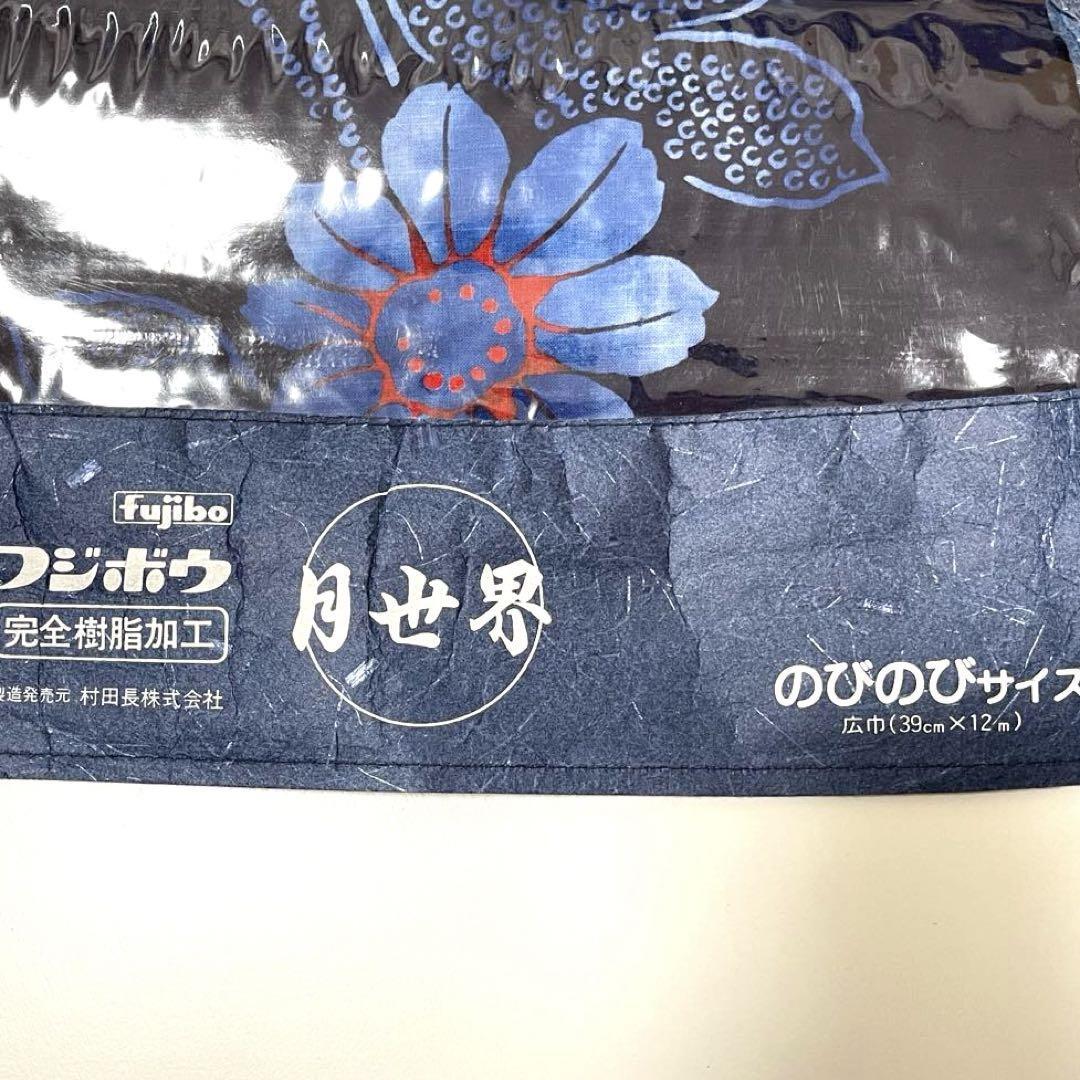 fujibo
フジボウ
完全樹脂加工
製造発売元 村田長株式会社
月世界
のびのびサイズ
広巾(39cm×12m)